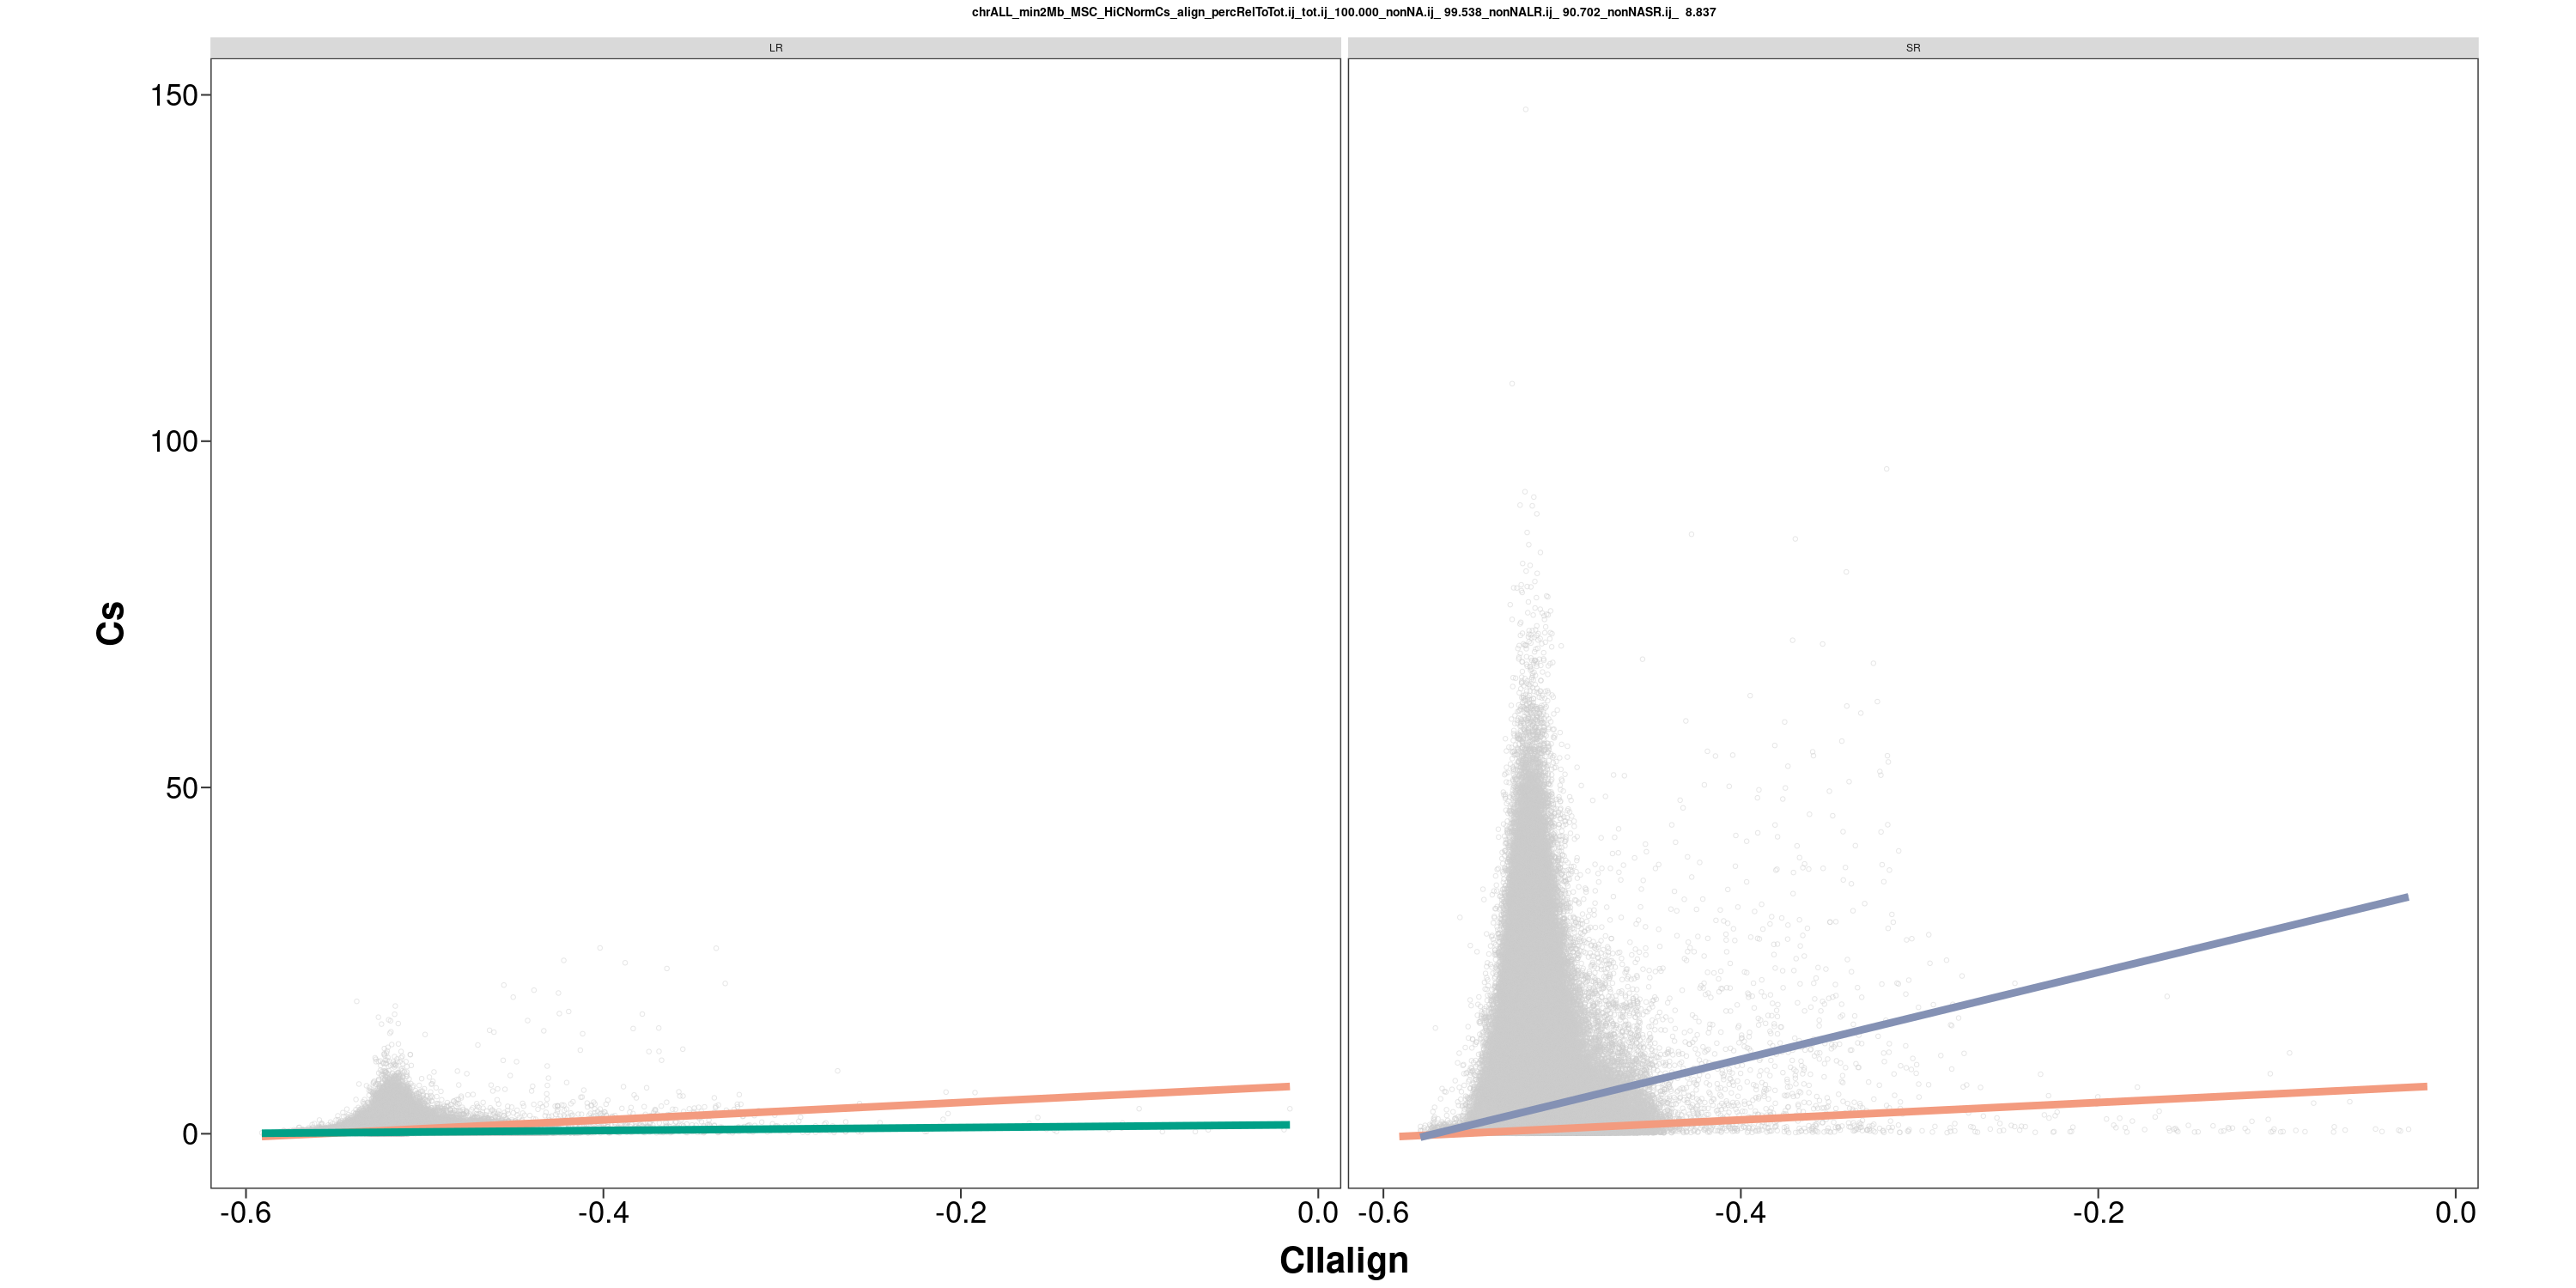 chrALL_min2Mb_MSC_HiCNormCs_align_percRelToTot.ij_tot.ij_100.000_nonNA.ij_ 99.538_nonNALR.ij_ 90.702_nonNASR.ij_  8.837
LR
SR
150
100
50
0
Cs
-0.6
-0.4
-0.2
0.0
-0.6
-0.4
-0.2
0.0
CIIalign